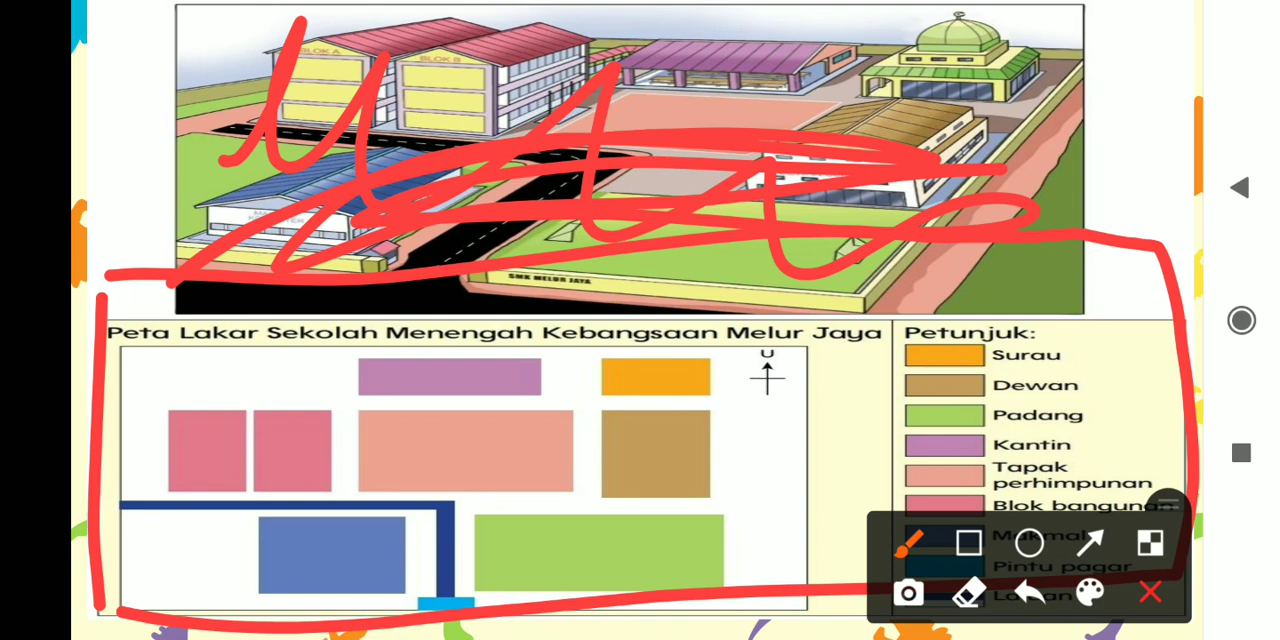 BLOK A
BLOK B
SMK MELUR JAYA
Peta Lakar Sekolah Menengah Kebangsaan Melur Jaya
U
Petunjuk:
Surau
Dewan
Padang
Kantin
Tapak
perhimpunan
Blok bangunan
Makmal
Pintu pagar